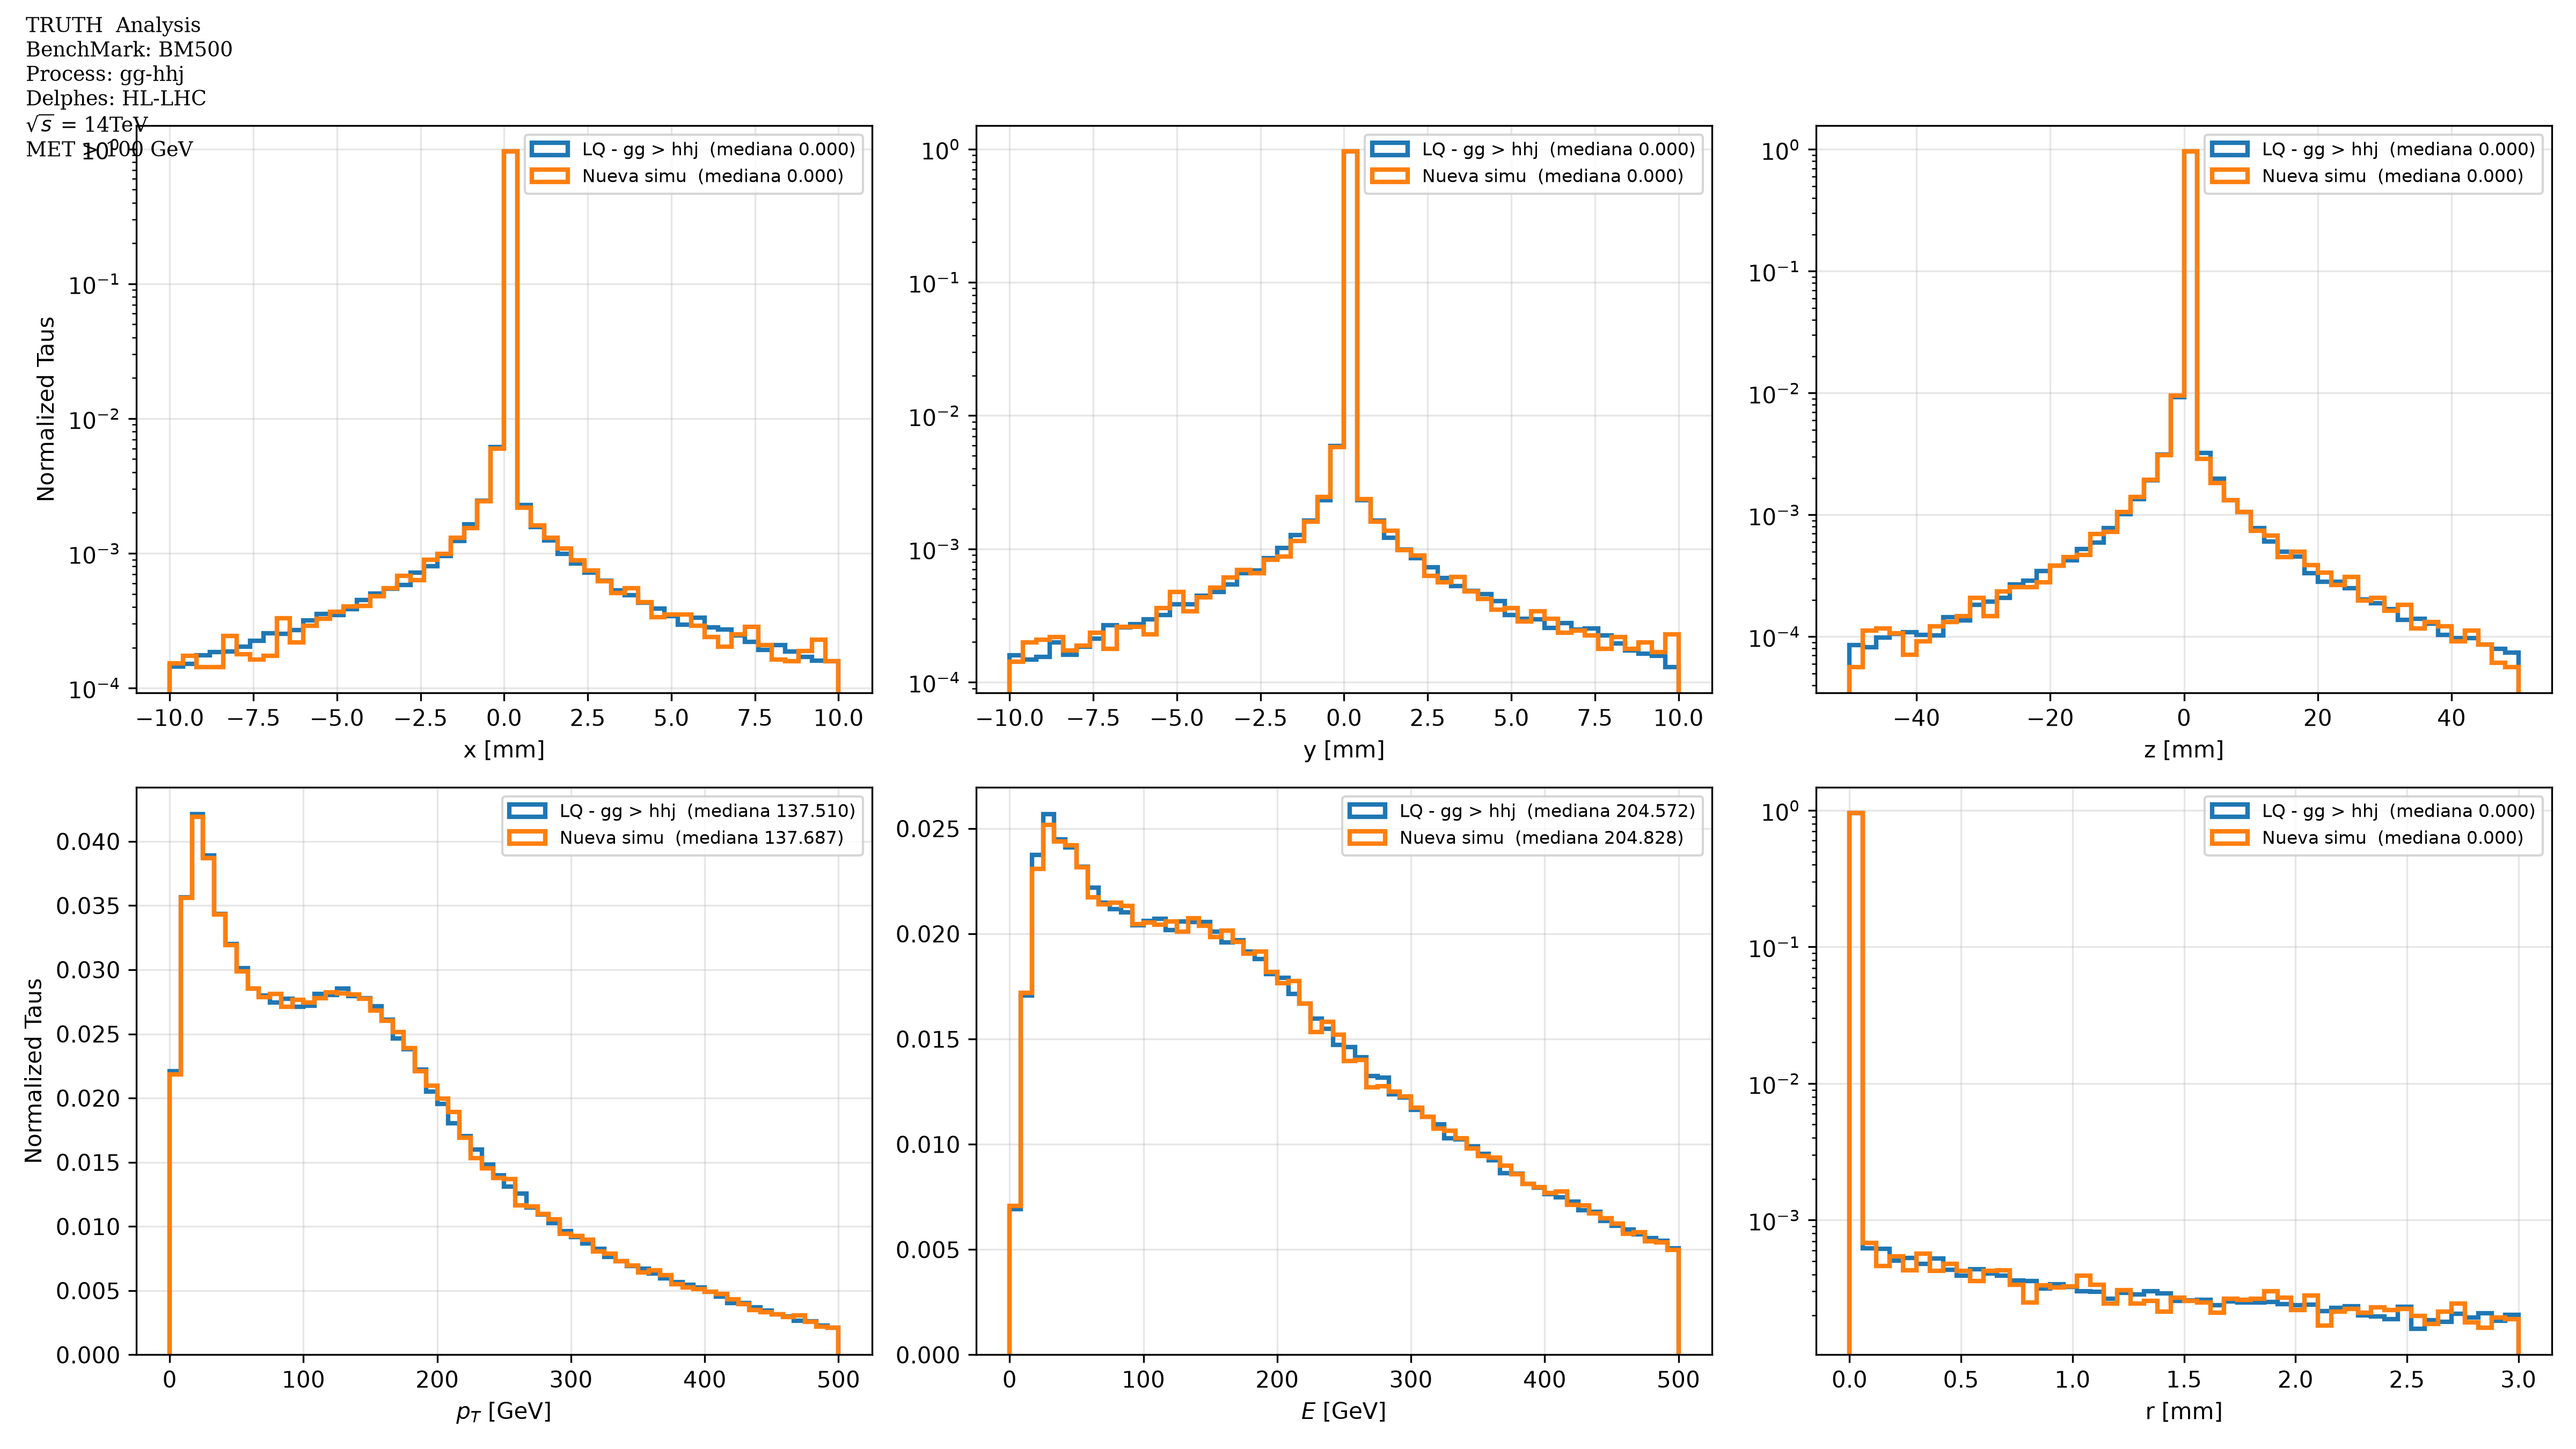 TRUTH  Analysis
BenchMark: BM500
Process: gg-hhj
Delphes: HL-LHC
√s = 14TeV
MET > 100 GeV
Normalized Taus
10⁰
10⁻¹
10⁻²
10⁻³
10⁻⁴
LQ - gg > hhj  (mediana 0.000)
Nueva simu  (mediana 0.000)
−10.0 −7.5 −5.0 −2.5 0.0 2.5 5.0 7.5 10.0
x [mm]
10⁰
10⁻¹
10⁻²
10⁻³
10⁻⁴
LQ - gg > hhj  (mediana 0.000)
Nueva simu  (mediana 0.000)
−10.0 −7.5 −5.0 −2.5 0.0 2.5 5.0 7.5 10.0
y [mm]
10⁰
10⁻¹
10⁻²
10⁻³
10⁻⁴
LQ - gg > hhj  (mediana 0.000)
Nueva simu  (mediana 0.000)
−40 −20 0 20 40
z [mm]
Normalized Taus
0.040
0.035
0.030
0.025
0.020
0.015
0.010
0.005
0.000
LQ - gg > hhj  (mediana 137.510)
Nueva simu  (mediana 137.687)
0 100 200 300 400 500
p_T [GeV]
0.025
0.020
0.015
0.010
0.005
0.000
LQ - gg > hhj  (mediana 204.572)
Nueva simu  (mediana 204.828)
0 100 200 300 400 500
E [GeV]
10⁰
10⁻¹
10⁻²
10⁻³
LQ - gg > hhj  (mediana 0.000)
Nueva simu  (mediana 0.000)
0.0 0.5 1.0 1.5 2.0 2.5 3.0
r [mm]